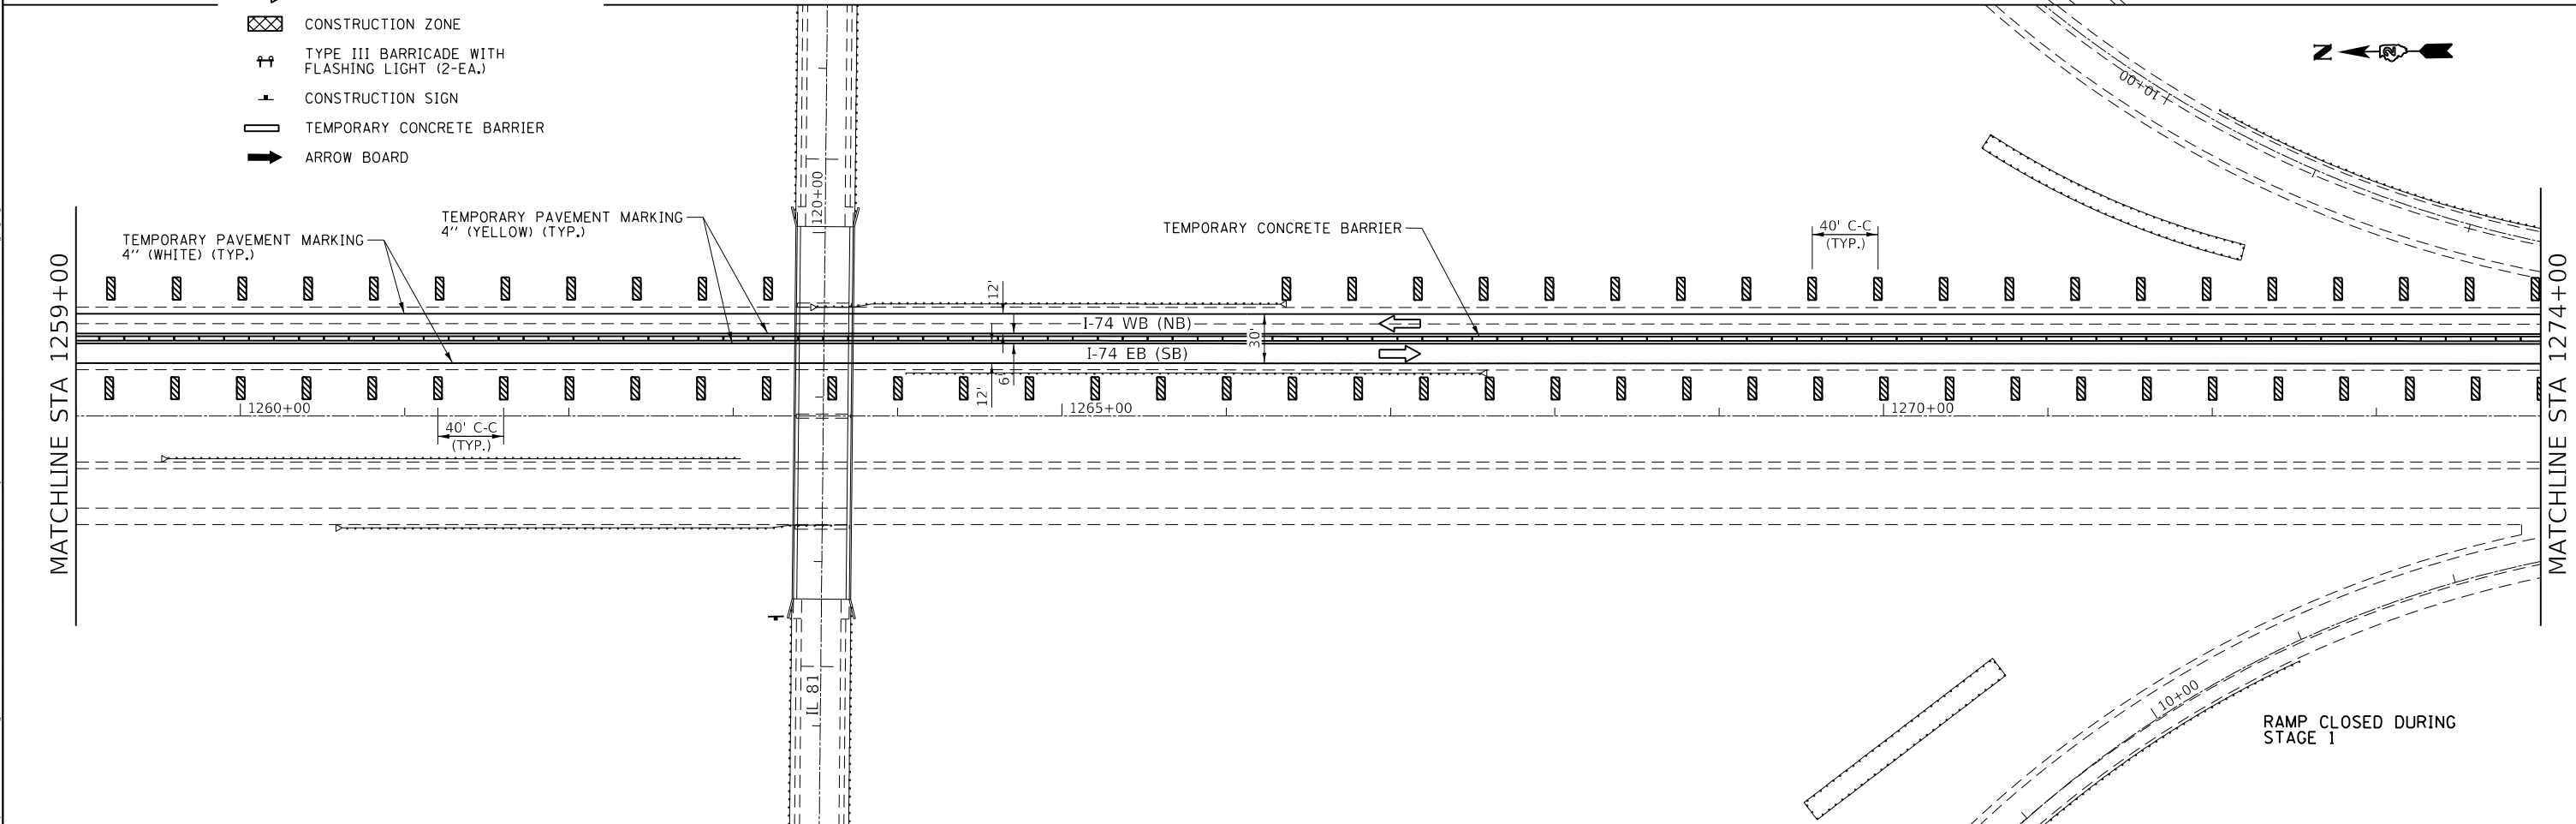 CONSTRUCTION ZONE
TYPE III BARRICADE WITH
FLASHING LIGHT (2-EA.)
CONSTRUCTION SIGN
TEMPORARY CONCRETE BARRIER
ARROW BOARD
N
10+00
120+00
TEMPORARY PAVEMENT MARKING
4" (YELLOW) (TYP.)
TEMPORARY PAVEMENT MARKING
4" (WHITE) (TYP.)
TEMPORARY CONCRETE BARRIER
40' C-C
(TYP.)
MATCHLINE STA 1259+00
MATCHLINE STA 1274+00
12'
I-74 WB (NB)
30'
I-74 EB (SB)
6'
12'
1260+00
1265+00
1270+00
40' C-C
(TYP.)
IL 81
10+00
RAMP CLOSED DURING
STAGE 1